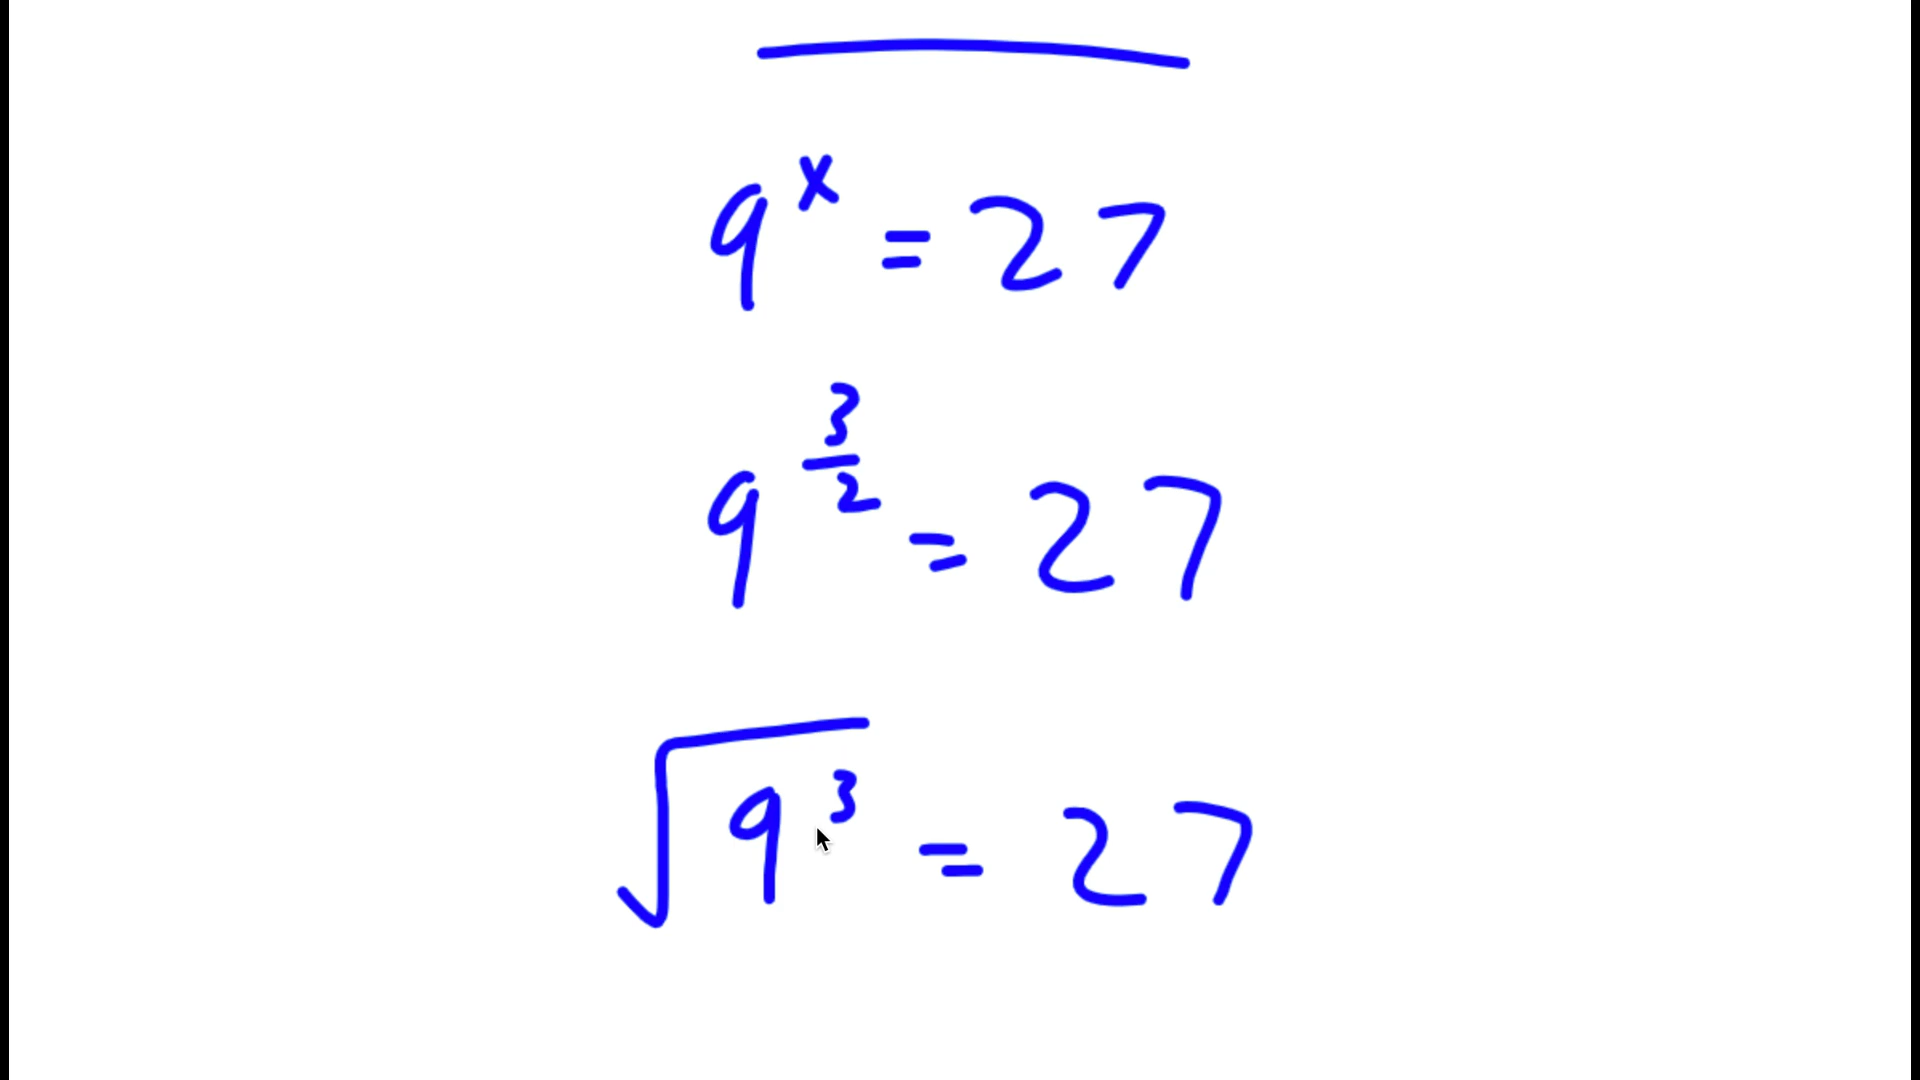 9^x = 27
9^(3/2) = 27
√(9^3) = 27